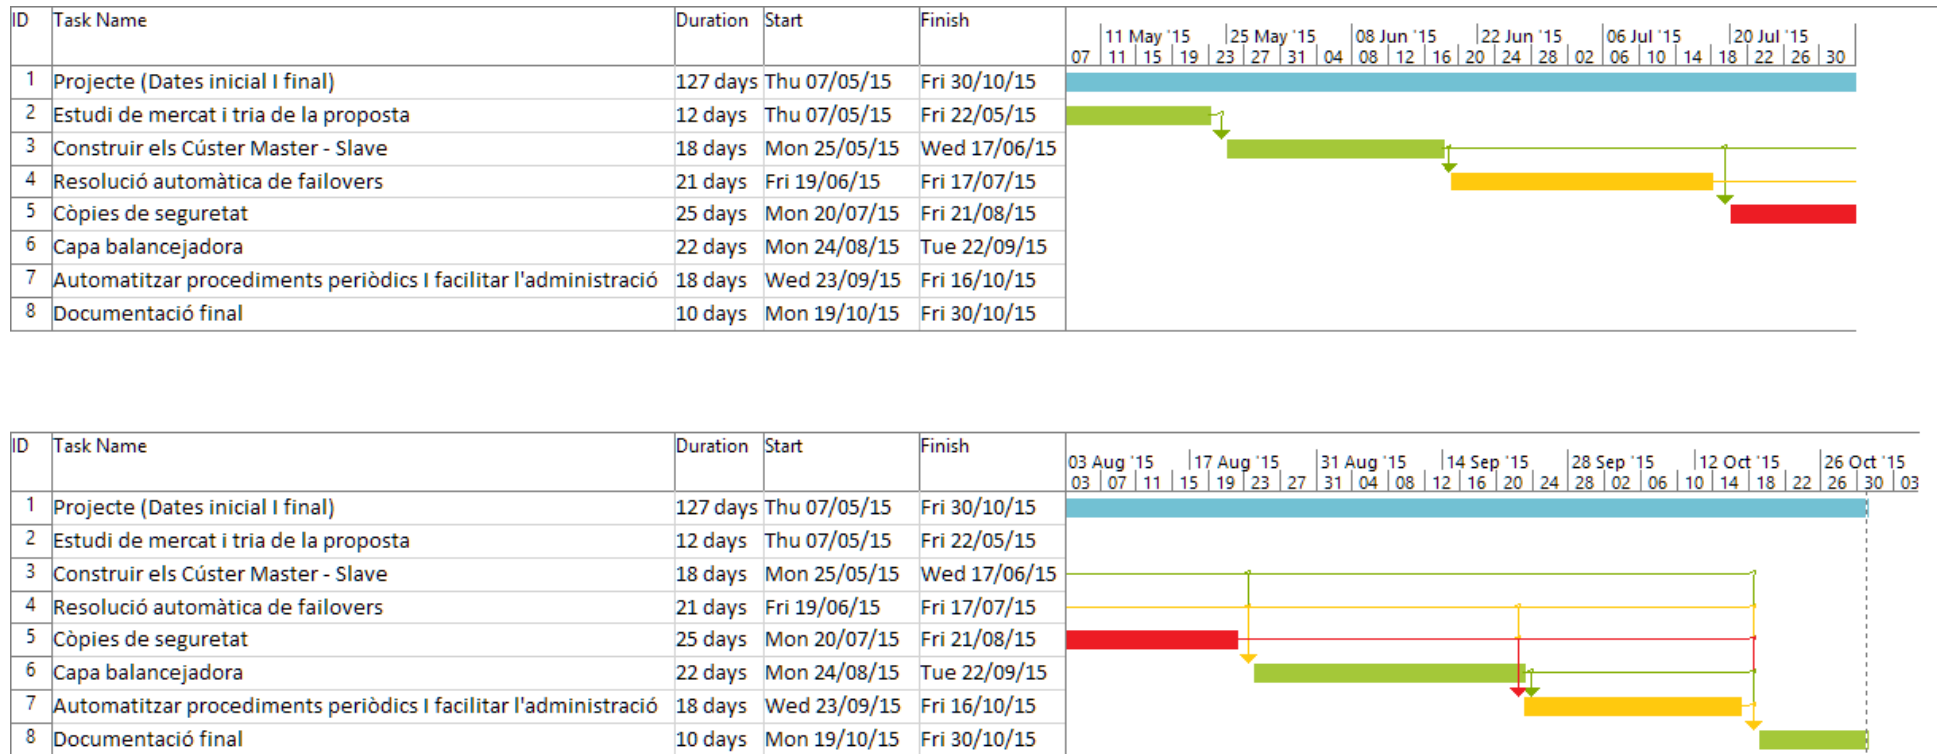 ID Task Name Duration Start Finish
11 May '15 25 May '15 08 Jun '15 22 Jun '15 06 Jul '15 20 Jul '15
07 11 15 19 23 27 31 04 08 12 16 20 24 28 02 06 10 14 18 22 26 30
1 Projecte (Dates inicial I final) 127 days Thu 07/05/15 Fri 30/10/15
2 Estudi de mercat i tria de la proposta 12 days Thu 07/05/15 Fri 22/05/15
3 Construir els Cúster Master - Slave 18 days Mon 25/05/15 Wed 17/06/15
4 Resolució automàtica de failovers 21 days Fri 19/06/15 Fri 17/07/15
5 Còpies de seguretat 25 days Mon 20/07/15 Fri 21/08/15
6 Capa balancejadora 22 days Mon 24/08/15 Tue 22/09/15
7 Automatitzar procediments periòdics I facilitar l'administració 18 days Wed 23/09/15 Fri 16/10/15
8 Documentació final 10 days Mon 19/10/15 Fri 30/10/15
ID Task Name Duration Start Finish
03 Aug '15 17 Aug '15 31 Aug '15 14 Sep '15 28 Sep '15 12 Oct '15 26 Oct '15
03 07 11 15 19 23 27 31 04 08 12 16 20 24 28 02 06 10 14 18 22 26 30 03
1 Projecte (Dates inicial I final) 127 days Thu 07/05/15 Fri 30/10/15
2 Estudi de mercat i tria de la proposta 12 days Thu 07/05/15 Fri 22/05/15
3 Construir els Cúster Master - Slave 18 days Mon 25/05/15 Wed 17/06/15
4 Resolució automàtica de failovers 21 days Fri 19/06/15 Fri 17/07/15
5 Còpies de seguretat 25 days Mon 20/07/15 Fri 21/08/15
6 Capa balancejadora 22 days Mon 24/08/15 Tue 22/09/15
7 Automatitzar procediments periòdics I facilitar l'administració 18 days Wed 23/09/15 Fri 16/10/15
8 Documentació final 10 days Mon 19/10/15 Fri 30/10/15